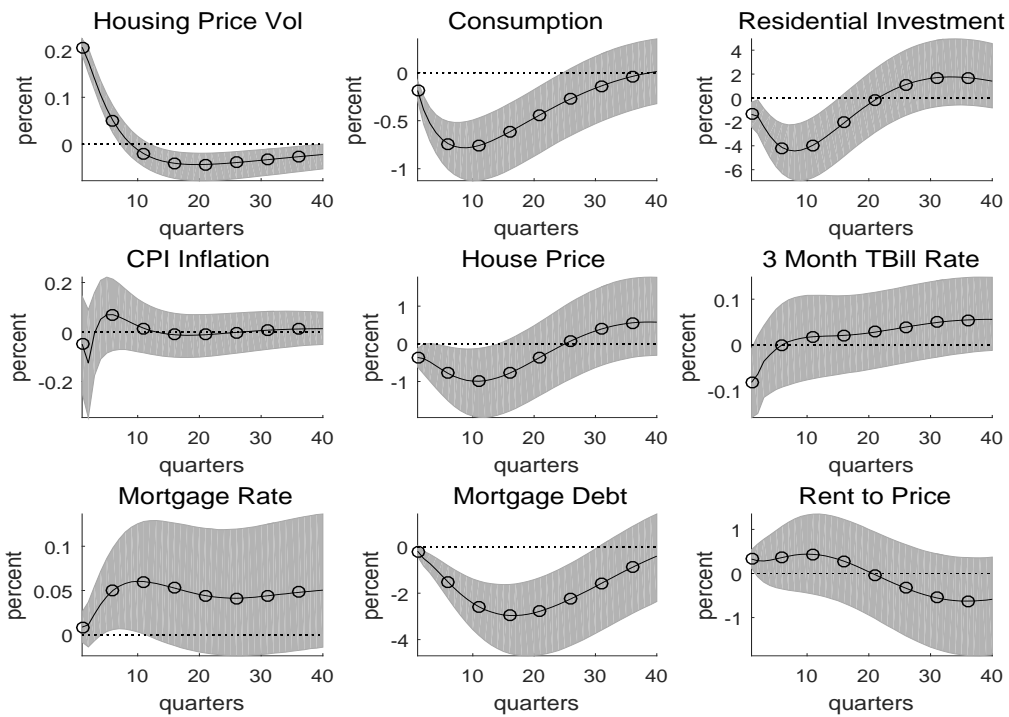 Housing Price Vol
percent
0.2
0.1
0
10 20 30 40
quarters
Consumption
percent
0
-0.5
-1
10 20 30 40
quarters
Residential Investment
percent
4
2
0
-2
-4
-6
10 20 30 40
quarters
CPI Inflation
percent
0.2
0
-0.2
10 20 30 40
quarters
House Price
percent
1
0
-1
10 20 30 40
quarters
3 Month TBill Rate
percent
0.1
0
-0.1
10 20 30 40
quarters
Mortgage Rate
percent
0.1
0.05
0
10 20 30 40
quarters
Mortgage Debt
percent
0
-2
-4
10 20 30 40
quarters
Rent to Price
percent
1
0
-1
10 20 30 40
quarters